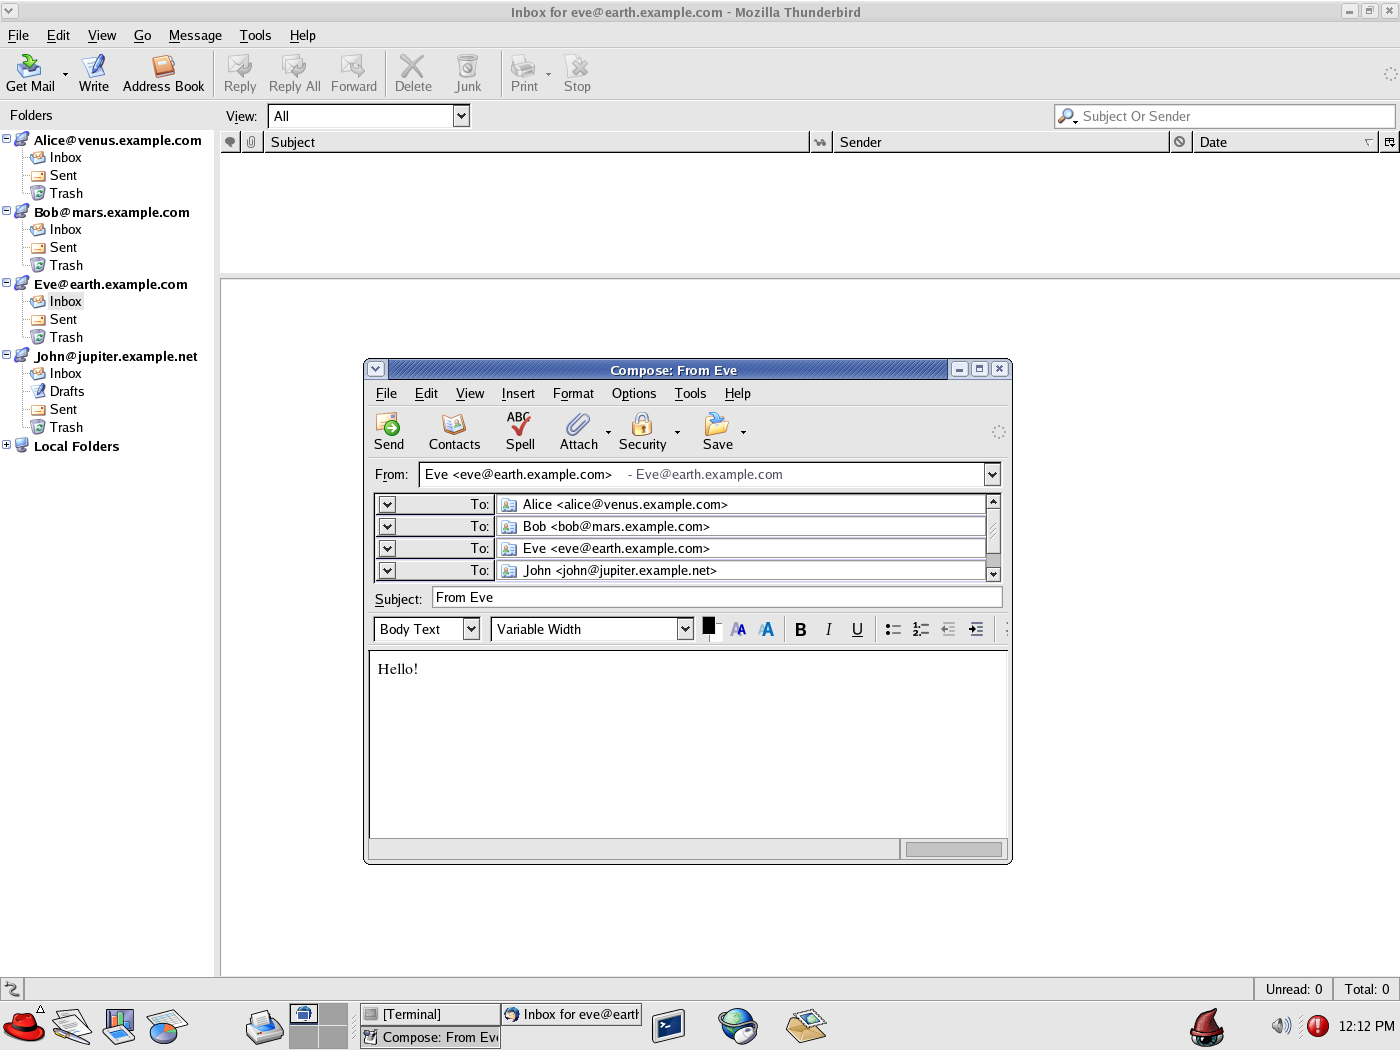 Inbox for eve@earth.example.com - Mozilla Thunderbird
File Edit View Go Message Tools Help
Get Mail Write Address Book Reply Reply All Forward Delete Junk Print Stop
Folders View: All Subject Or Sender
Subject Sender Date
Alice@venus.example.com
Inbox
Sent
Trash
Bob@mars.example.com
Inbox
Sent
Trash
Eve@earth.example.com
Inbox
Sent
Trash
John@jupiter.example.net
Inbox
Drafts
Sent
Trash
Local Folders
Compose: From Eve
File Edit View Insert Format Options Tools Help
ABC
Send Contacts Spell Attach Security Save
From: Eve <eve@earth.example.com> - Eve@earth.example.com
To: Alice <alice@venus.example.com>
To: Bob <bob@mars.example.com>
To: Eve <eve@earth.example.com>
To: John <john@jupiter.example.net>
Subject: From Eve
Body Text Variable Width AA AA B I U
Hello!
Unread: 0 Total: 0
[Terminal] Inbox for eve@eart
Compose: From Eve
12:12 PM